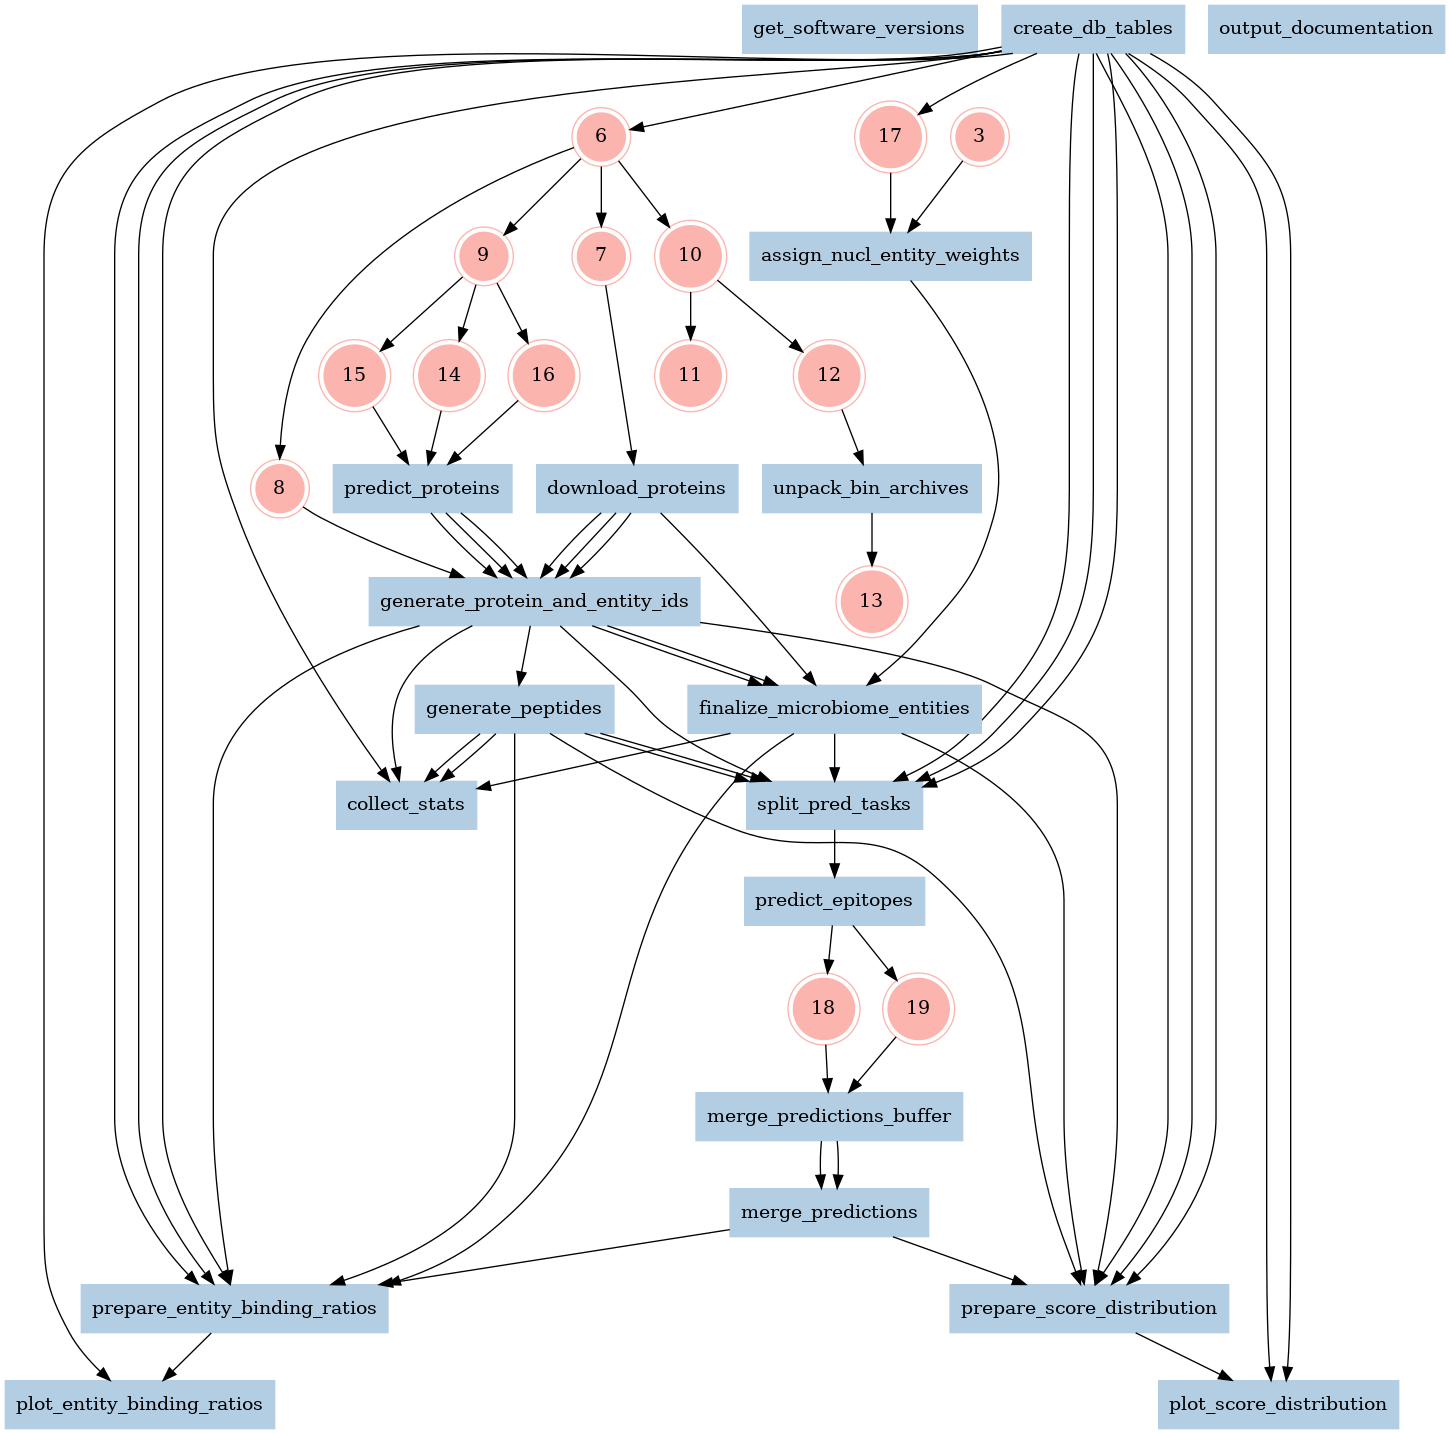 get_software_versions
create_db_tables
output_documentation
6
17
3
9
7
10
assign_nucl_entity_weights
15
14
16
11
12
8
predict_proteins
download_proteins
unpack_bin_archives
generate_protein_and_entity_ids
13
generate_peptides
finalize_microbiome_entities
collect_stats
split_pred_tasks
predict_epitopes
18
19
merge_predictions_buffer
merge_predictions
prepare_entity_binding_ratios
prepare_score_distribution
plot_entity_binding_ratios
plot_score_distribution